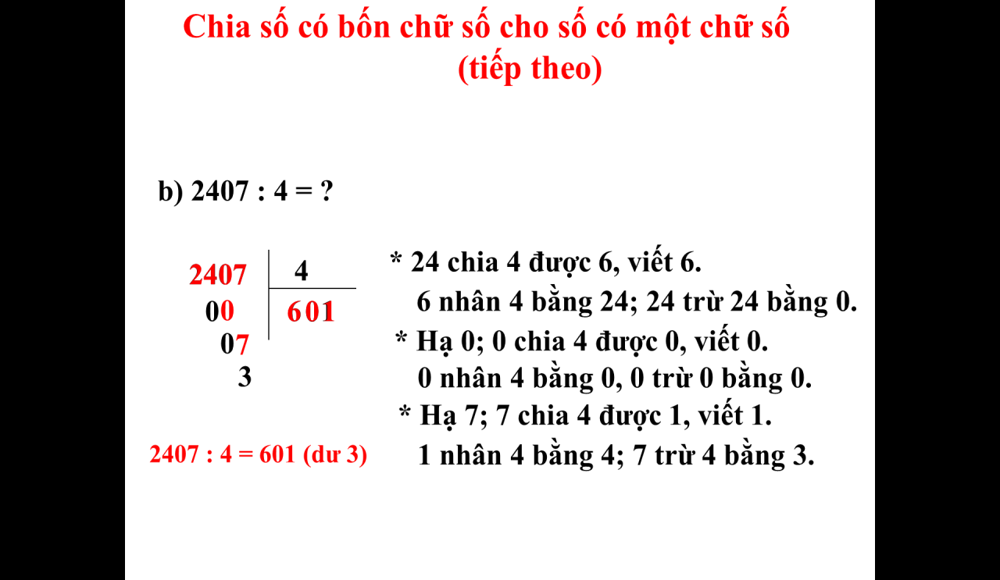 Chia số có bốn chữ số cho số có một chữ số
(tiếp theo)
b) 2407 : 4 = ?
2407 4
00 601
07
3
* 24 chia 4 được 6, viết 6.
6 nhân 4 bằng 24; 24 trừ 24 bằng 0.
* Hạ 0; 0 chia 4 được 0, viết 0.
0 nhân 4 bằng 0, 0 trừ 0 bằng 0.
* Hạ 7; 7 chia 4 được 1, viết 1.
1 nhân 4 bằng 4; 7 trừ 4 bằng 3.
2407 : 4 = 601 (dư 3)